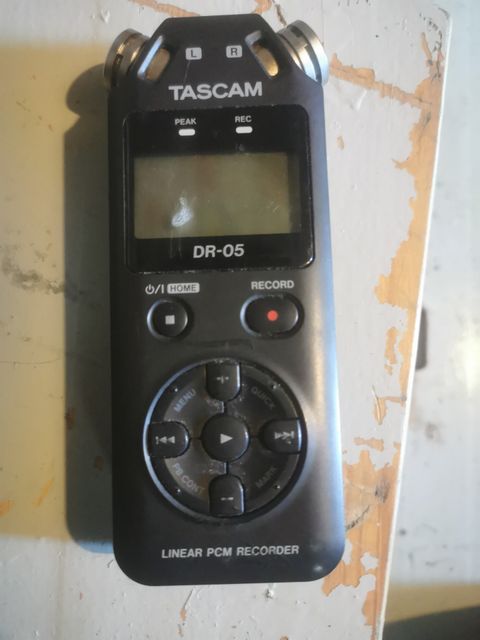 L R
TASCAM
PEAK REC
DR-05
⏻/I HOME RECORD
MENU QUICK
PB CONT MARK
LINEAR PCM RECORDER